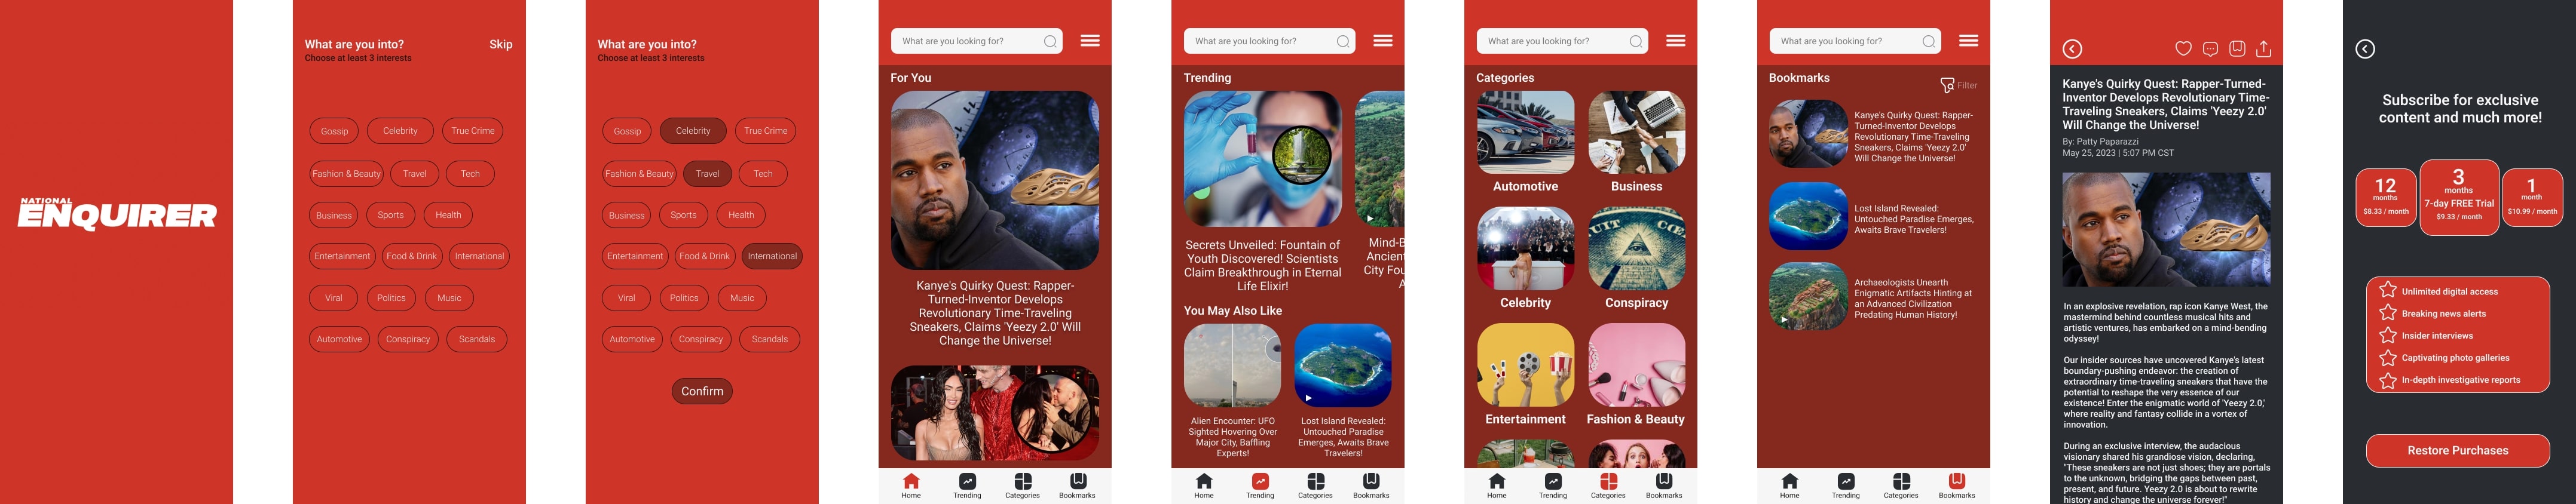 NATIONAL
ENQUIRER
What are you into?
Skip
Choose at least 3 interests
Gossip
Celebrity
True Crime
Fashion & Beauty
Travel
Tech
Business
Sports
Health
Entertainment
Food & Drink
International
Viral
Politics
Music
Automotive
Conspiracy
Scandals
What are you into?
Choose at least 3 interests
Gossip
Celebrity
True Crime
Fashion & Beauty
Travel
Tech
Business
Sports
Health
Entertainment
Food & Drink
International
Viral
Politics
Music
Automotive
Conspiracy
Scandals
Confirm
What are you looking for?
For You
Kanye's Quirky Quest: Rapper-
Turned-Inventor Develops
Revolutionary Time-Traveling
Sneakers, Claims 'Yeezy 2.0' Will
Change the Universe!
Home
Trending
Categories
Bookmarks
What are you looking for?
Trending
Secrets Unveiled: Fountain of
Youth Discovered! Scientists
Claim Breakthrough in Eternal
Life Elixir!
Mind-B
Ancient
City Fou
A
You May Also Like
Alien Encounter: UFO
Sighted Hovering Over
Major City, Baffling
Experts!
Lost Island Revealed:
Untouched Paradise
Emerges, Awaits Brave
Travelers!
Home
Trending
Categories
Bookmarks
What are you looking for?
Categories
Automotive
Business
Celebrity
Conspiracy
Entertainment
Fashion & Beauty
Home
Trending
Categories
Bookmarks
What are you looking for?
Bookmarks
Filter
Kanye's Quirky Quest: Rapper-
Turned-Inventor Develops
Revolutionary Time-Traveling
Sneakers, Claims 'Yeezy 2.0'
Will Change the Universe!
Lost Island Revealed:
Untouched Paradise Emerges,
Awaits Brave Travelers!
Archaeologists Unearth
Enigmatic Artifacts Hinting at
an Advanced Civilization
Predating Human History!
Home
Trending
Categories
Bookmarks
Kanye's Quirky Quest: Rapper-Turned-
Inventor Develops Revolutionary Time-
Traveling Sneakers, Claims 'Yeezy 2.0'
Will Change the Universe!
By: Patty Paparazzi
May 25, 2023 | 5:07 PM CST
In an explosive revelation, rap icon Kanye West, the
mastermind behind countless musical hits and
artistic ventures, has embarked on a mind-bending
odyssey!
Our insider sources have uncovered Kanye's latest
boundary-pushing endeavor: the creation of
extraordinary time-traveling sneakers that have the
potential to reshape the very essence of our
existence! Enter the enigmatic world of 'Yeezy 2.0,'
where reality and fantasy collide in a vortex of
innovation.
During an exclusive interview, the audacious
visionary shared his grandiose vision, declaring,
"These sneakers are not just shoes; they are portals
to the unknown, bridging the gaps between past,
present, and future. Yeezy 2.0 is about to rewrite
history and change the universe forever!"
Subscribe for exclusive
content and much more!
12
months
$8.33 / month
3
months
7-day FREE Trial
$9.33 / month
1
month
$10.99 / month
Unlimited digital access
Breaking news alerts
Insider interviews
Captivating photo galleries
In-depth investigative reports
Restore Purchases